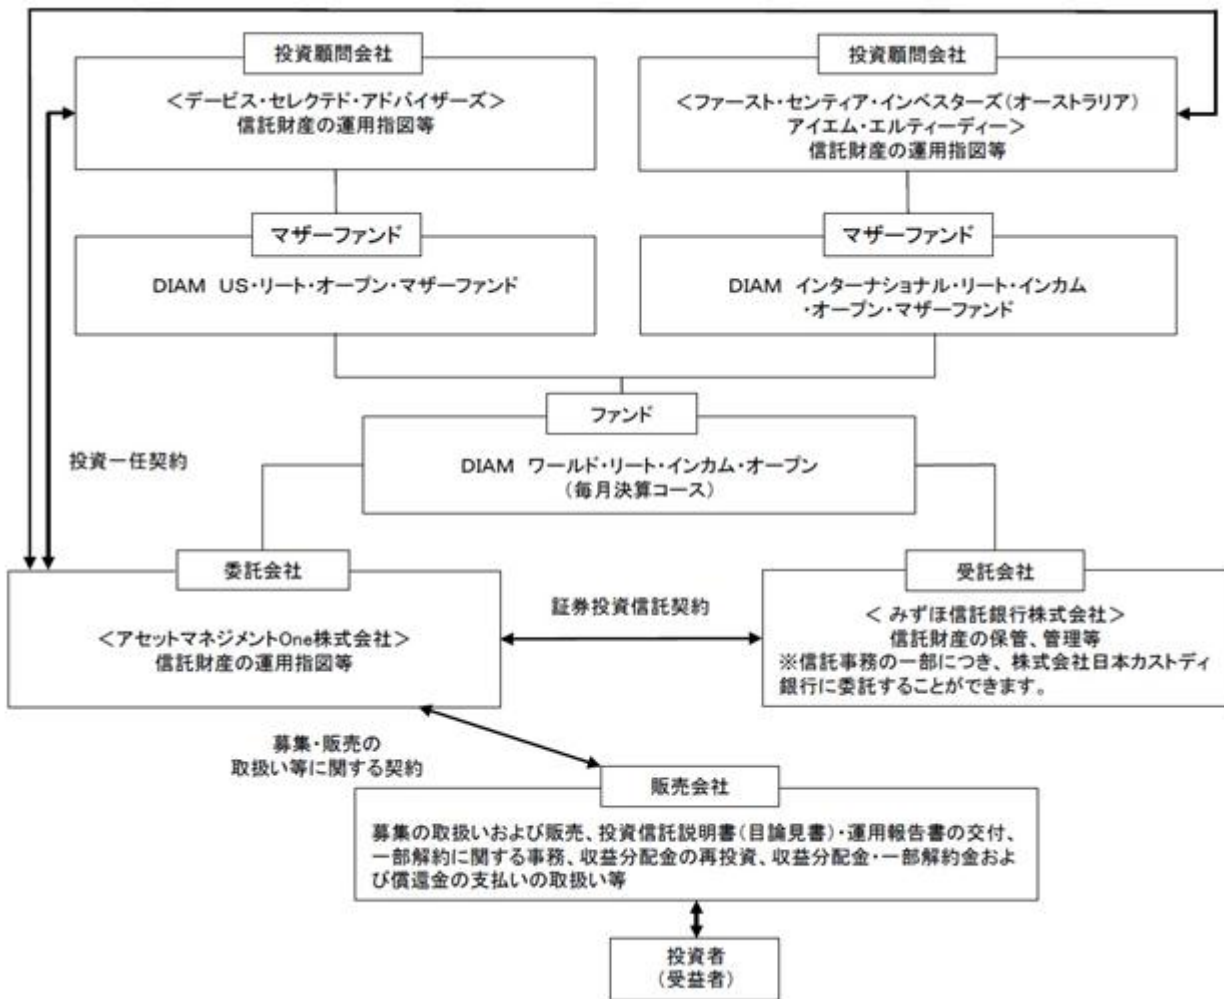 投資顧問会社
＜デービス・セレクテド・アドバイザーズ＞
信託財産の運用指図等
投資顧問会社
＜ファースト・センティア・インベスターズ（オーストラリア）
アイエム・エルティーディー＞
信託財産の運用指図等
マザーファンド
DIAM US・リート・オープン・マザーファンド
マザーファンド
DIAM インターナショナル・リート・インカム
・オープン・マザーファンド
ファンド
DIAM ワールド・リート・インカム・オープン
（毎月決算コース）
投資一任契約
委託会社
＜アセットマネジメントOne株式会社＞
信託財産の運用指図等
証券投資信託契約
受託会社
＜ みずほ信託銀行株式会社＞
信託財産の保管、管理等
※信託事務の一部につき、株式会社日本カストディ
銀行に委託することができます。
募集・販売の
取扱い等に関する契約
販売会社
募集の取扱いおよび販売、投資信託説明書（目論見書）・運用報告書の交付、
一部解約に関する事務、収益分配金の再投資、収益分配金・一部解約金およ
び償還金の支払いの取扱い等
投資者
（受益者）